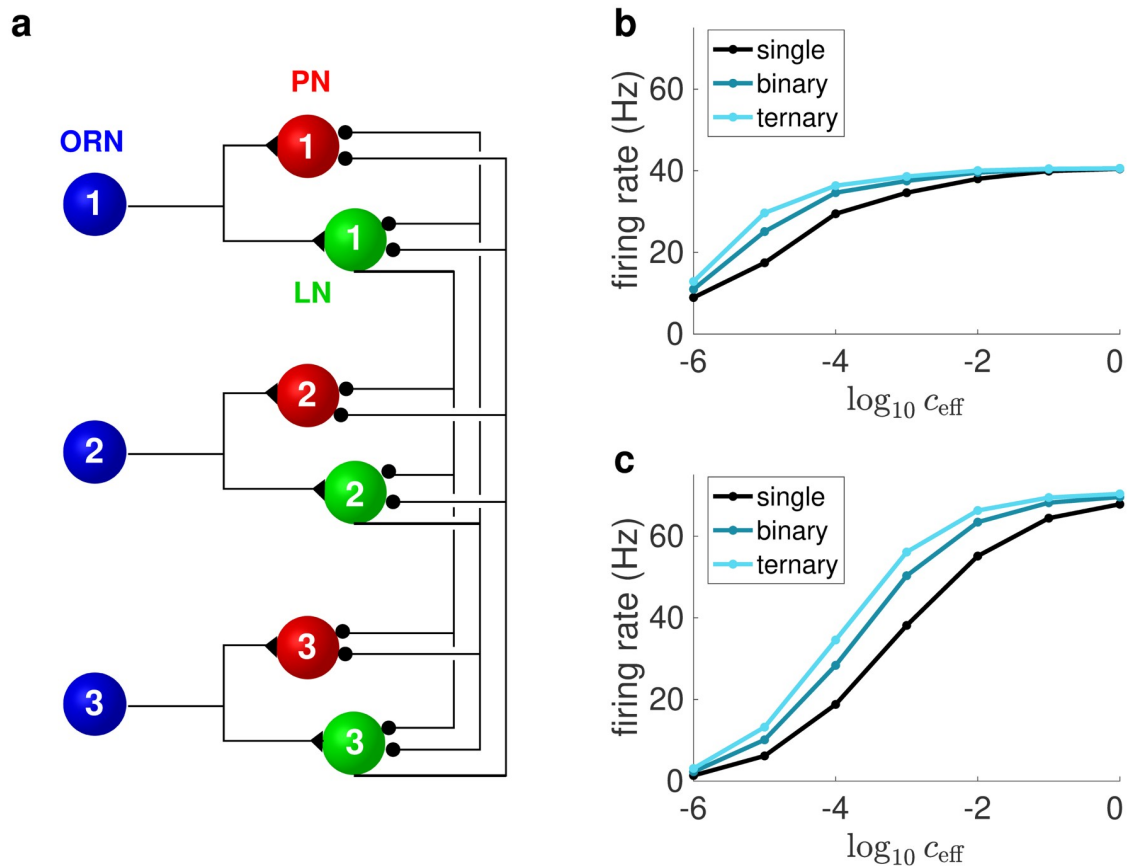 a
PN
ORN
1
1
1
LN
2
2
2
3
3
3
b
single
binary
ternary
firing rate (Hz)
60
40
20
0
-6
-4
-2
0
log₁₀ c_eff
c
single
binary
ternary
firing rate (Hz)
60
40
20
0
-6
-4
-2
0
log₁₀ c_eff